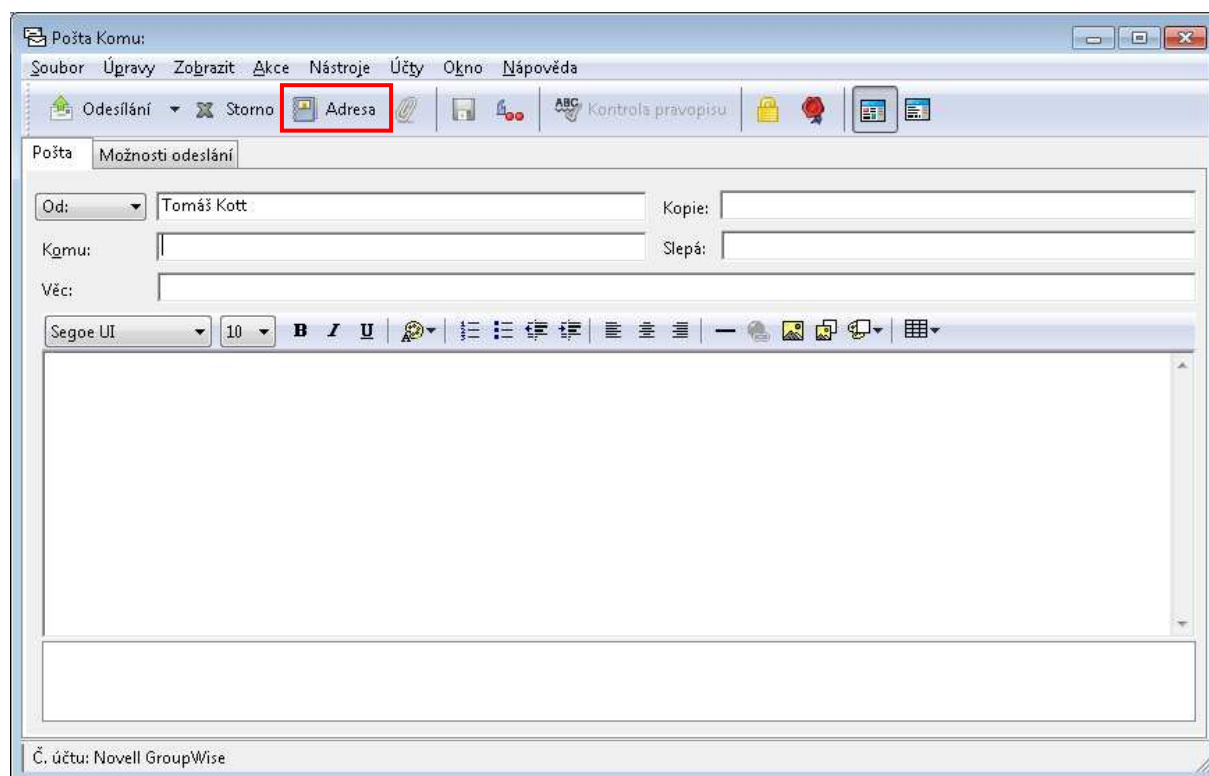 Pošta Komu:
Soubor Úpravy Zobrazit Akce Nástroje Účty Okno Nápověda
Odesílání Storno Adresa ABC Kontrola pravopisu
Pošta Možnosti odeslání
Od: Tomáš Kott Kopie:
Komu: Slepá:
Věc:
Segoe UI 10 B I U
Č. účtu: Novell GroupWise